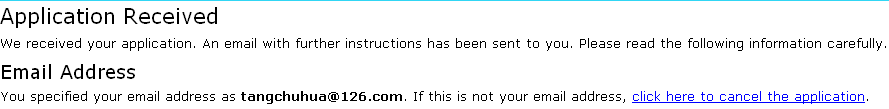 Application Received
We received your application. An email with further instructions has been sent to you. Please read the following information carefully.
Email Address
You specified your email address as tangchuhua@126.com. If this is not your email address, click here to cancel the application.